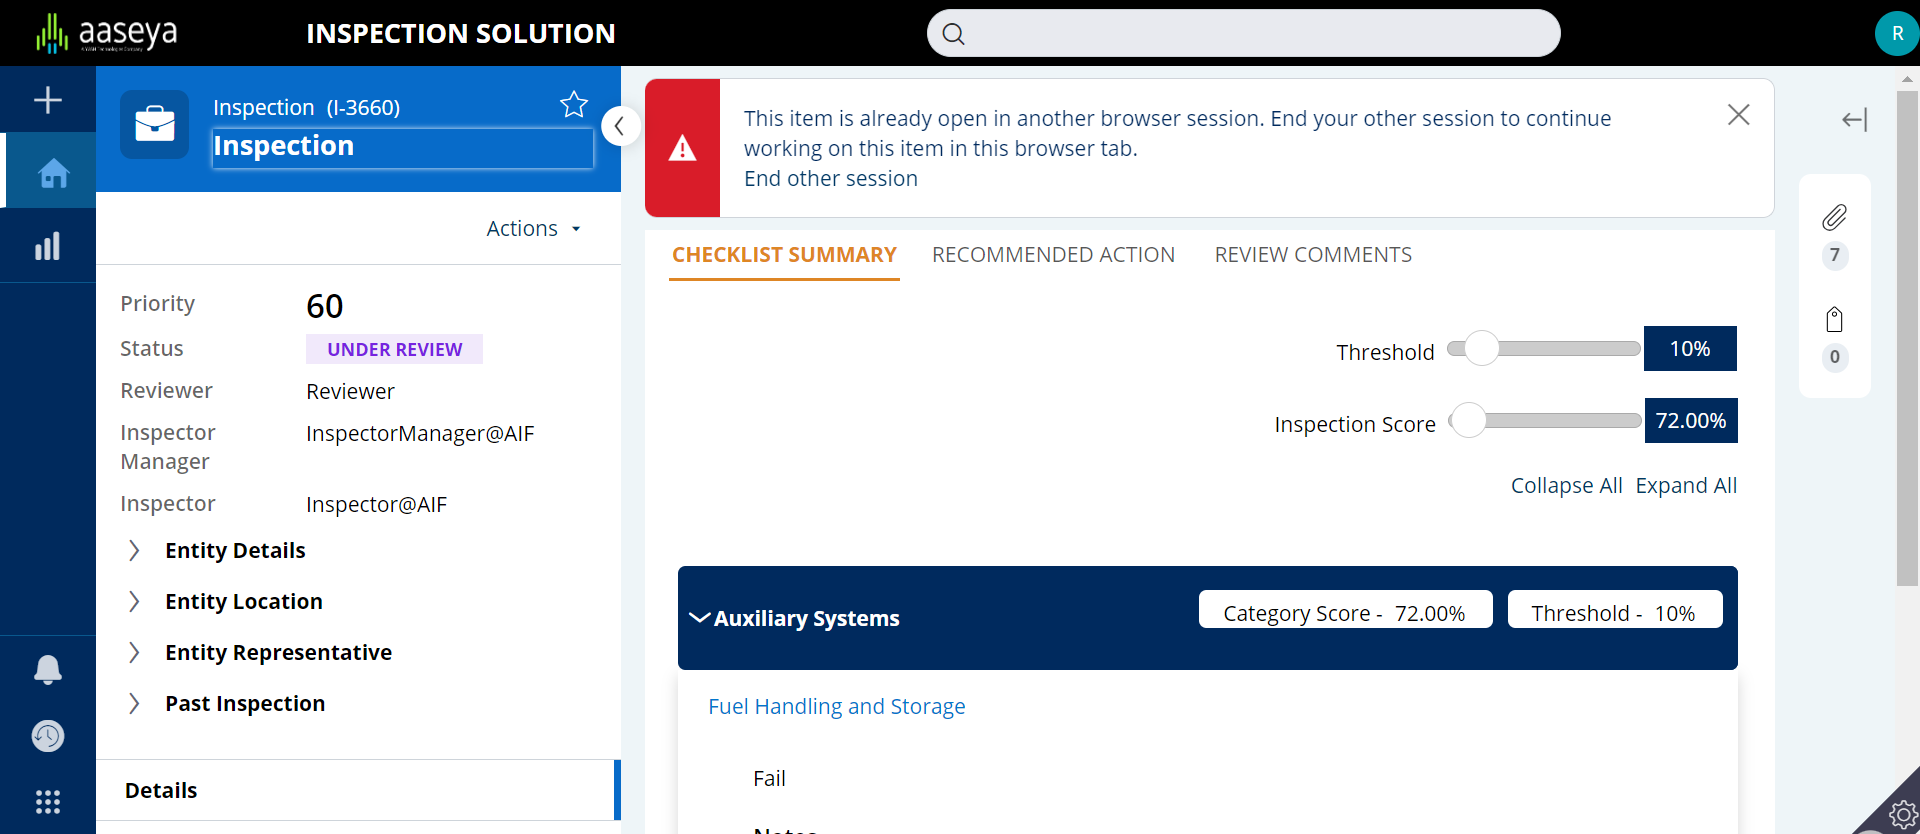 aaseya
INSPECTION SOLUTION
R
Inspection (I-3660)
Inspection
Actions
Priority 60
Status UNDER REVIEW
Reviewer Reviewer
Inspector Manager InspectorManager@AIF
Inspector Inspector@AIF
Entity Details
Entity Location
Entity Representative
Past Inspection
Details
This item is already open in another browser session. End your other session to continue
working on this item in this browser tab.
End other session
CHECKLIST SUMMARY RECOMMENDED ACTION REVIEW COMMENTS
Threshold 10%
Inspection Score 72.00%
Collapse All Expand All
Auxiliary Systems Category Score - 72.00% Threshold - 10%
Fuel Handling and Storage
Fail
Notes
7
0